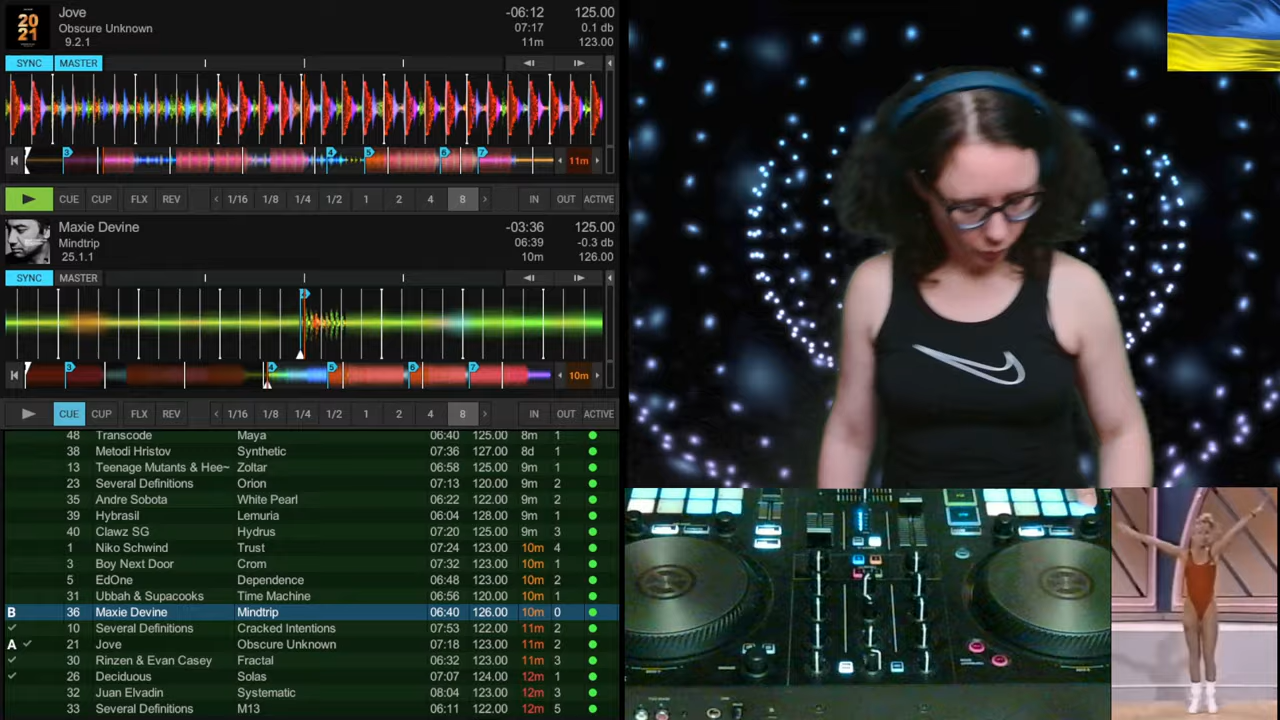 20
21
Jove
Obscure Unknown
9.2.1
-06:12 125.00
07:17 0.1 db
11m 123.00
SYNC MASTER
3 4 5 6 7 11m
CUE CUP FLX REV 1/16 1/8 1/4 1/2 1 2 4 8 IN OUT ACTIVE
Maxie Devine
Mindtrip
25.1.1
-03:36 125.00
06:39 -0.3 db
10m 126.00
SYNC MASTER
3 4 5 6 7 10m
CUE CUP FLX REV 1/16 1/8 1/4 1/2 1 2 4 8 IN OUT ACTIVE
48 Transcode Maya 06:40 125.00 8m 1
38 Metodi Hristov Synthetic 07:36 127.00 8d 1
13 Teenage Mutants & Hee~ Zoltar 06:58 125.00 9m 1
23 Several Definitions Orion 07:13 120.00 9m 2
35 Andre Sobota White Pearl 06:22 122.00 9m 2
39 Hybrasil Lemuria 06:04 128.00 9m 1
40 Clawz SG Hydrus 07:20 125.00 9m 3
1 Niko Schwind Trust 07:24 123.00 10m 4
3 Boy Next Door Crom 07:32 123.00 10m 1
5 EdOne Dependence 06:48 123.00 10m 2
31 Ubbah & Supacooks Time Machine 06:56 120.00 10m 1
B 36 Maxie Devine Mindtrip 06:40 126.00 10m 0
10 Several Definitions Cracked Intentions 07:53 122.00 11m 2
A 21 Jove Obscure Unknown 07:18 123.00 11m 2
30 Rinzen & Evan Casey Fractal 06:32 123.00 11m 3
26 Deciduous Solas 07:07 124.00 12m 1
32 Juan Elvadin Systematic 08:04 123.00 12m 3
33 Several Definitions M13 06:11 122.00 12m 5